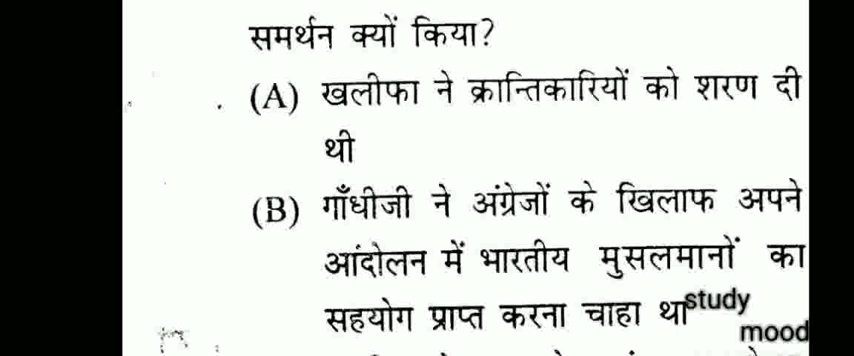 समर्थन क्यों किया?
(A) खलीफा ने क्रान्तिकारियों को शरण दी
थी
(B) गाँधीजी ने अंग्रेजों के खिलाफ अपने
आंदोलन में भारतीय मुसलमानों का
सहयोग प्राप्त करना चाहा था
study
mood